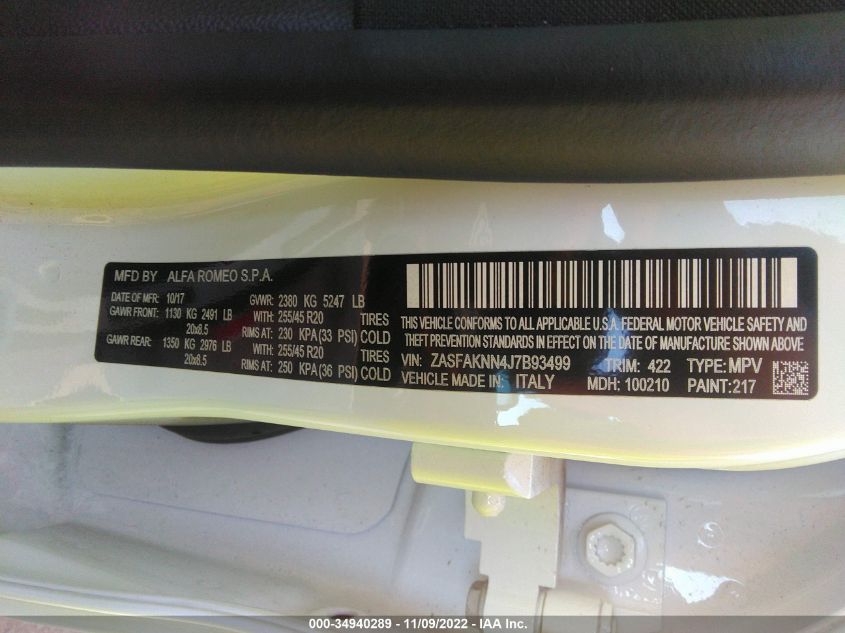 MFD BY ALFA ROMEO S.P.A.
DATE OF MFR: 10/17 GVWR: 2380 KG 5247 LB
GAWR FRONT: 1130 KG 2491 LB WITH: 255/45 R20 TIRES
20x8.5 RIMS AT: 230 KPA (33 PSI) COLD
GAWR REAR: 1350 KG 2976 LB WITH: 255/45 R20 TIRES
20x8.5 RIMS AT: 250 KPA (36 PSI) COLD
THIS VEHICLE CONFORMS TO ALL APPLICABLE U.S.A. FEDERAL MOTOR VEHICLE SAFETY AND
THEFT PREVENTION STANDARDS IN EFFECT ON THE DATE OF MANUFACTURE SHOWN ABOVE
VIN: ZASFAKNN4J7B93499 TRIM: 422 TYPE: MPV
VEHICLE MADE IN: ITALY MDH: 100210 PAINT: 217
000-34940289 - 11/09/2022 - IAA Inc.